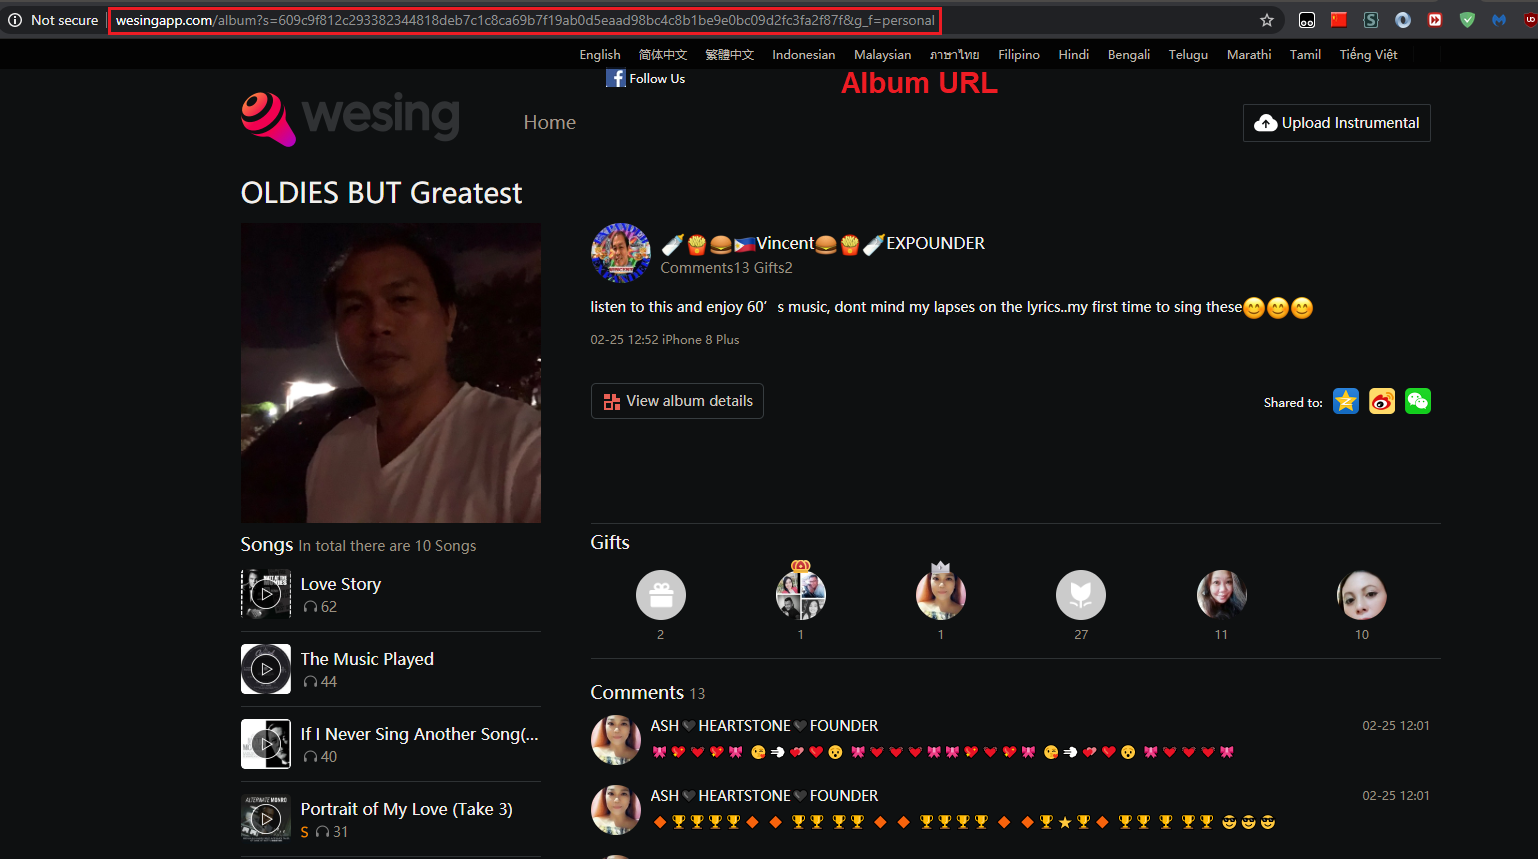 Not secure wesingapp.com/album?s=609c9f812c293382344818deb7c1c8ca69b7f19ab0d5eaad98bc4c8b1be9e0bc09d2fc3fa2f87f&g_f=personal
English 简体中文 繁體中文 Indonesian Malaysian ภาษาไทย Filipino Hindi Bengali Telugu Marathi Tamil Tiếng Việt
f Follow Us
Album URL
wesing
Home
Upload Instrumental
OLDIES BUT Greatest
🍼🍟🍔🇵🇭Vincent🍔🍟🍼EXPOUNDER
Comments13 Gifts2
listen to this and enjoy 60′s music, dont mind my lapses on the lyrics..my first time to sing these😊😊😊
02-25 12:52 iPhone 8 Plus
View album details
Shared to:
Songs In total there are 10 Songs
Love Story
62
The Music Played
44
If I Never Sing Another Song(...
40
Portrait of My Love (Take 3)
S 31
Gifts
2 1 1 27 11 10
Comments 13
ASH🖤HEARTSTONE🖤FOUNDER 02-25 12:01
ASH🖤HEARTSTONE🖤FOUNDER 02-25 12:01